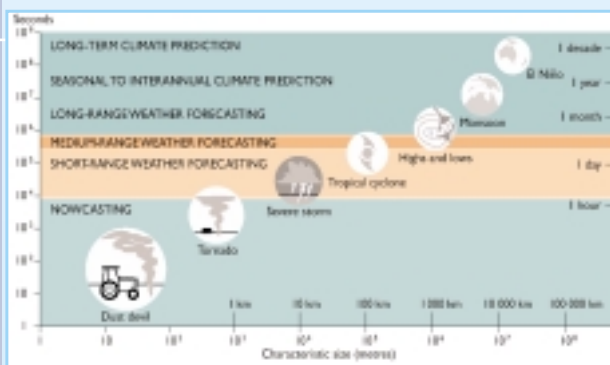 Seconds
LONG-TERM CLIMATE PREDICTION
1 decade
El Niño
SEASONAL TO INTERANNUAL CLIMATE PREDICTION
1 year
LONG-RANGE WEATHER FORECASTING
1 month
Monsoon
MEDIUM-RANGE WEATHER FORECASTING
Highs and lows
SHORT-RANGE WEATHER FORECASTING
1 day
Tropical cyclone
NOWCASTING
Severe storm
1 hour
Tornado
10
1 km
10 km
100 km
1000 km
10 000 km
100 000 km
Dust devil
1
1
10
Characteristic size (metres)